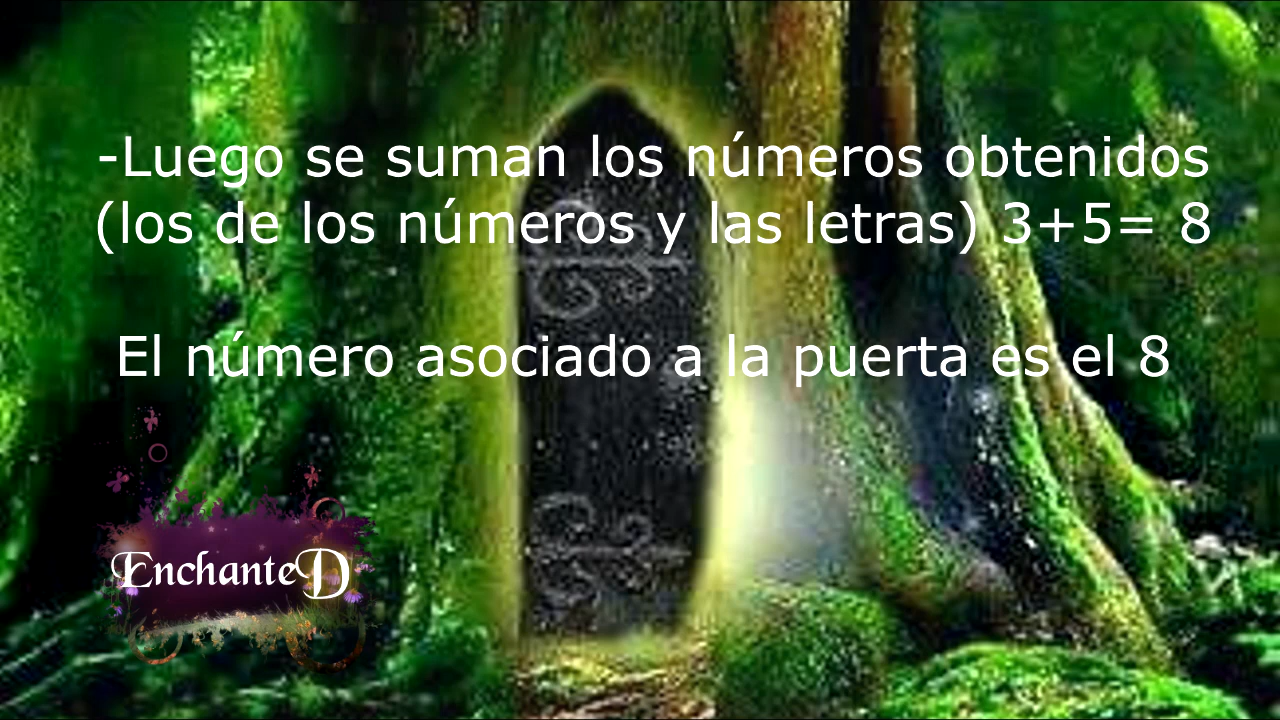 -Luego se suman los números obtenidos
(los de los números y las letras) 3+5= 8
El número asociado a la puerta es el 8
EnchanteD